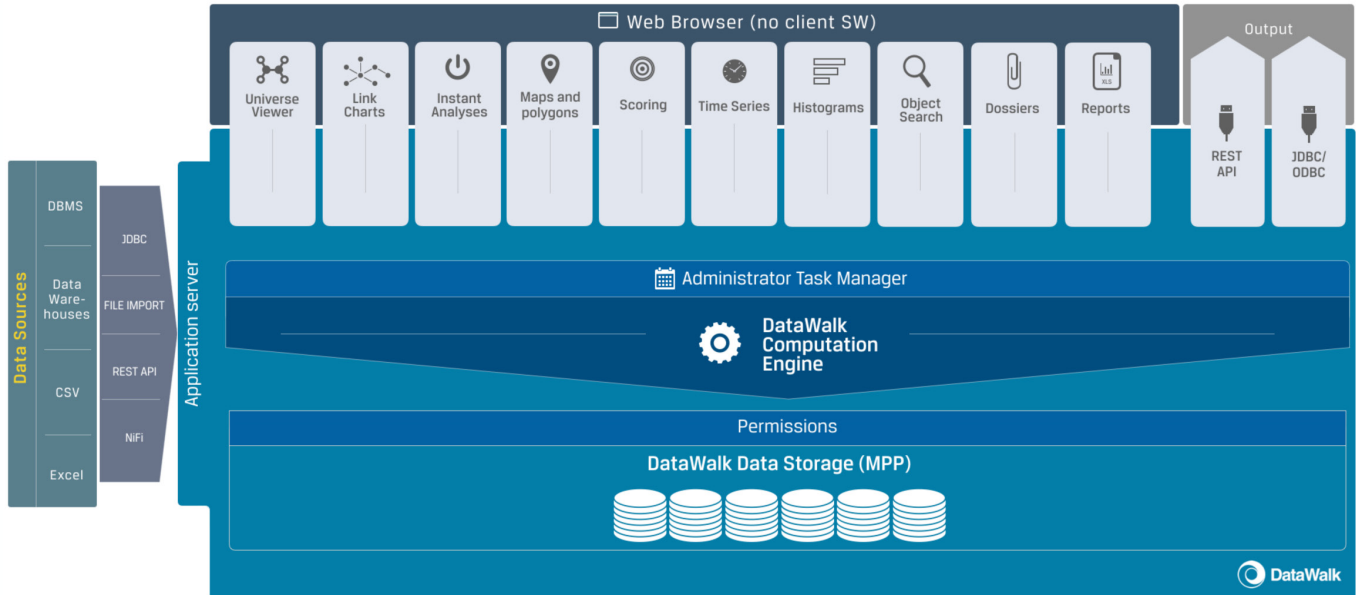 Web Browser (no client SW)
Output
Universe
Viewer
Link
Charts
Instant
Analyses
Maps and
polygons
Scoring
Time Series
Histograms
Object
Search
Dossiers
XLS
Reports
REST
API
JDBC/
ODBC
Data Sources
DBMS
Data
Ware-
houses
CSV
Excel
JDBC
FILE IMPORT
REST API
NiFi
Application server
Administrator Task Manager
DataWalk
Computation
Engine
Permissions
DataWalk Data Storage (MPP)
DataWalk